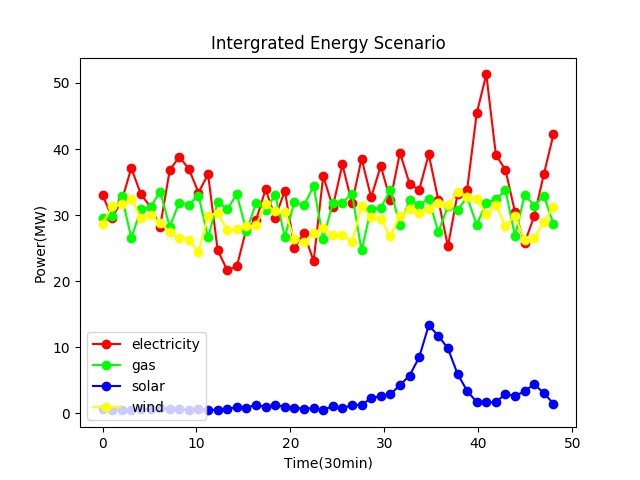 Intergrated Energy Scenario
Power(MW)
50
40
30
20
10
0
electricity
gas
solar
wind
0 10 20 30 40 50
Time(30min)